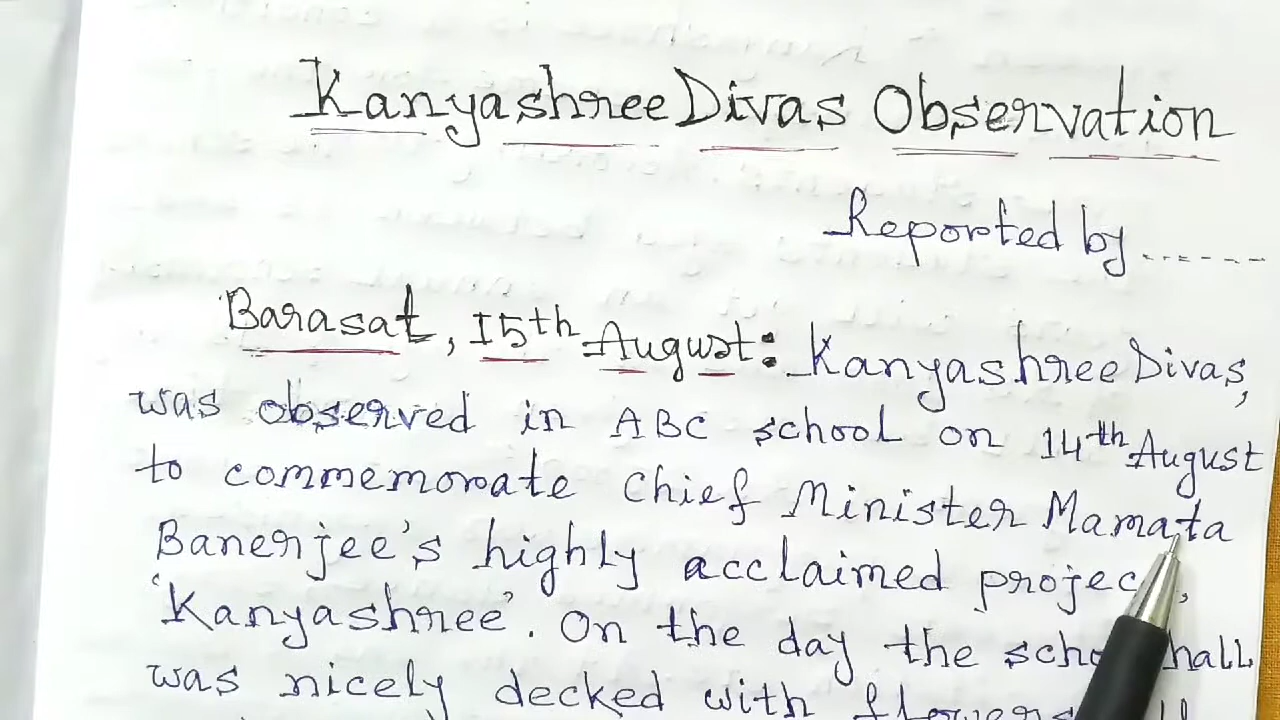 Kanyashree Divas Observation
Reported by.......
Barasat, 15th August: Kanyashree Divas,
was observed in ABC school on 14th August
to commemorate Chief Minister Mamata
Banerjee's highly acclaimed project,
'Kanyashree'. On the day the school hall
was nicely decked with flowers.